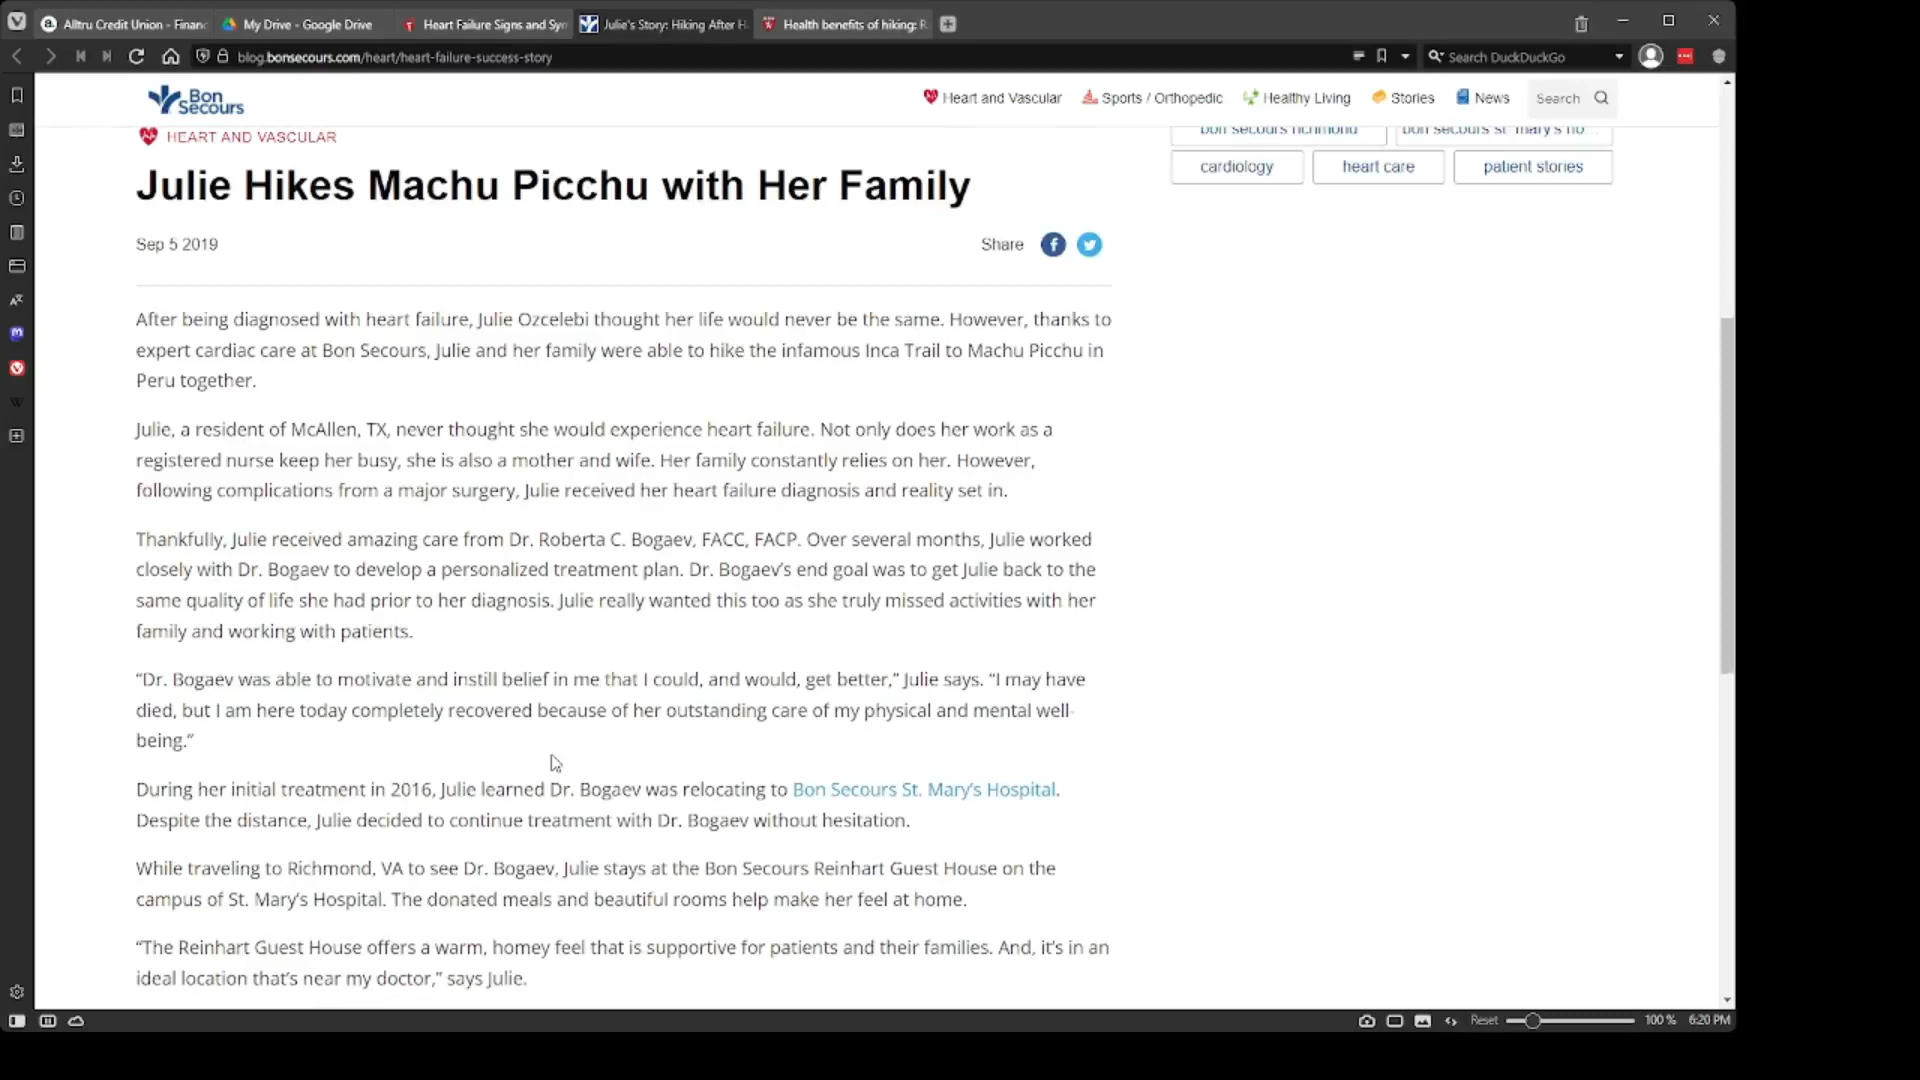 Alltru Credit Union - Financ
My Drive - Google Drive
Heart Failure Signs and Sym
Julie's Story: Hiking After H
Health benefits of hiking: R
blog.bonsecours.com/heart/heart-failure-success-story
Search DuckDuckGo
Bon Secours
Heart and Vascular
Sports / Orthopedic
Healthy Living
Stories
News
Search
HEART AND VASCULAR
bon secours richmond
bon secours st. mary's ho...
cardiology
heart care
patient stories
Julie Hikes Machu Picchu with Her Family
Sep 5 2019
Share
After being diagnosed with heart failure, Julie Ozcelebi thought her life would never be the same. However, thanks to
expert cardiac care at Bon Secours, Julie and her family were able to hike the infamous Inca Trail to Machu Picchu in
Peru together.
Julie, a resident of McAllen, TX, never thought she would experience heart failure. Not only does her work as a
registered nurse keep her busy, she is also a mother and wife. Her family constantly relies on her. However,
following complications from a major surgery, Julie received her heart failure diagnosis and reality set in.
Thankfully, Julie received amazing care from Dr. Roberta C. Bogaev, FACC, FACP. Over several months, Julie worked
closely with Dr. Bogaev to develop a personalized treatment plan. Dr. Bogaev’s end goal was to get Julie back to the
same quality of life she had prior to her diagnosis. Julie really wanted this too as she truly missed activities with her
family and working with patients.
“Dr. Bogaev was able to motivate and instill belief in me that I could, and would, get better,” Julie says. “I may have
died, but I am here today completely recovered because of her outstanding care of my physical and mental well-
being.”
During her initial treatment in 2016, Julie learned Dr. Bogaev was relocating to Bon Secours St. Mary’s Hospital.
Despite the distance, Julie decided to continue treatment with Dr. Bogaev without hesitation.
While traveling to Richmond, VA to see Dr. Bogaev, Julie stays at the Bon Secours Reinhart Guest House on the
campus of St. Mary’s Hospital. The donated meals and beautiful rooms help make her feel at home.
“The Reinhart Guest House offers a warm, homey feel that is supportive for patients and their families. And, it’s in an
ideal location that’s near my doctor,” says Julie.
Reset
100 %
6:20 PM